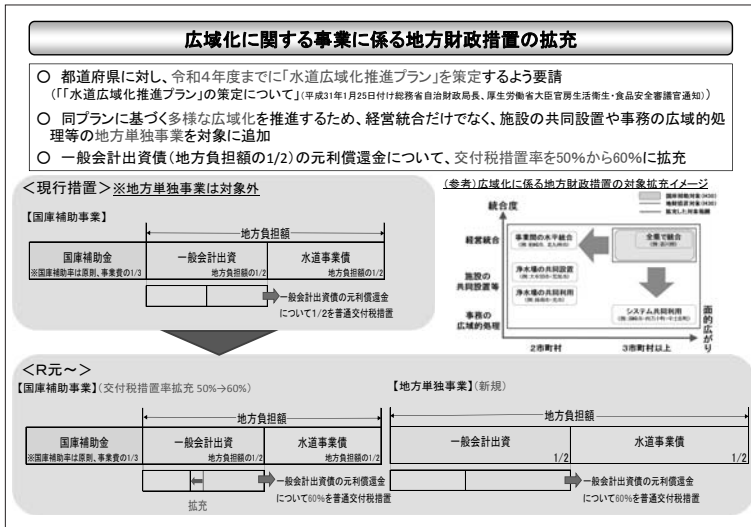 広域化に関する事業に係る地方財政措置の拡充
○ 都道府県に対し、令和４年度までに「水道広域化推進プラン」を策定するよう要請
（「「水道広域化推進プラン」の策定について」（平成31年1月25日付け総務省自治財政局長、厚生労働省大臣官房生活衛生・食品安全審議官通知））
○ 同プランに基づく多様な広域化を推進するため、経営統合だけでなく、施設の共同設置や事務の広域的処
理等の地方単独事業を対象に追加
○ 一般会計出資債（地方負担額の1/2）の元利償還金について、交付税措置率を50%から60%に拡充
＜現行措置＞ ※地方単独事業は対象外
【国庫補助事業】
地方負担額
国庫補助金
※国庫補助率は原則、事業費の1/3
一般会計出資
地方負担額の1/2
水道事業債
地方負担額の1/2
一般会計出資債の元利償還金
について1/2を普通交付税措置
（参考）広域化に係る地方財政措置の対象拡充イメージ
統合度
国庫補助対象（H30）
経営統合
事業間の水平統合
全県で統合
施設の
共同設置等
浄水場の共同設置
浄水場の共同利用
事務の
広域的処理
システム共同利用
２市町村
３市町村以上
面的広がり
＜R元～＞
【国庫補助事業】（交付税措置率拡充 50%→60%）
地方負担額
国庫補助金
※国庫補助率は原則、事業費の1/3
一般会計出資
地方負担額の1/2
水道事業債
地方負担額の1/2
拡充
一般会計出資債の元利償還金
について60%を普通交付税措置
【地方単独事業】（新規）
地方負担額
一般会計出資
1/2
水道事業債
1/2
一般会計出資債の元利償還金
について60%を普通交付税措置